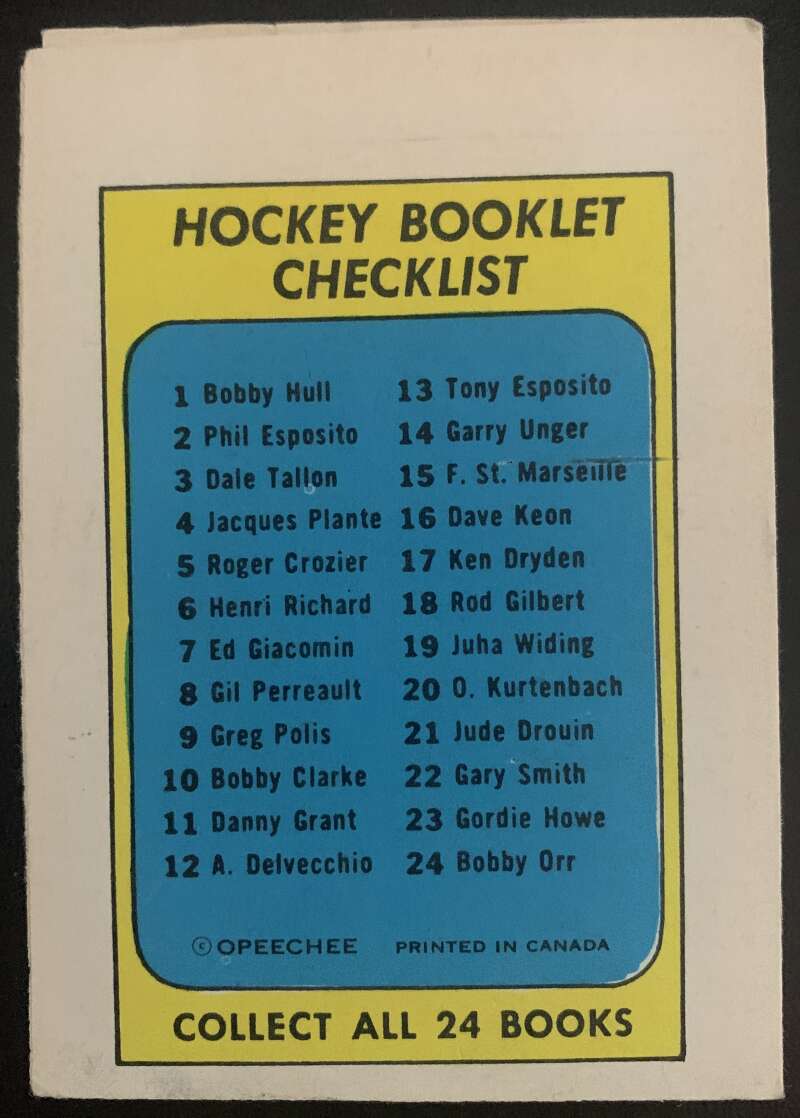 HOCKEY BOOKLET
CHECKLIST
1 Bobby Hull
2 Phil Esposito
3 Dale Tallon
4 Jacques Plante
5 Roger Crozier
6 Henri Richard
7 Ed Giacomin
8 Gil Perreault
9 Greg Polis
10 Bobby Clarke
11 Danny Grant
12 A. Delvecchio
13 Tony Esposito
14 Garry Unger
15 F. St. Marseille
16 Dave Keon
17 Ken Dryden
18 Rod Gilbert
19 Juha Widing
20 O. Kurtenbach
21 Jude Drouin
22 Gary Smith
23 Gordie Howe
24 Bobby Orr
© OPEECHEE PRINTED IN CANADA
COLLECT ALL 24 BOOKS